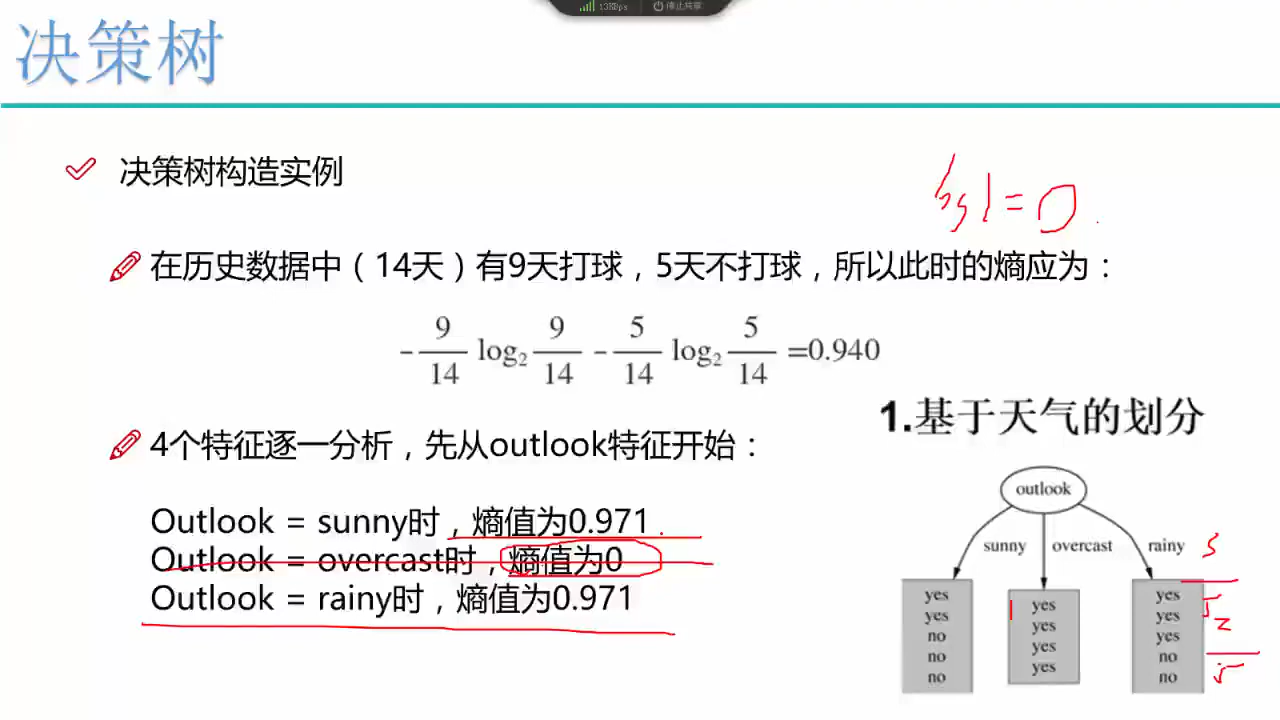 13KBps 停止共享
决策树
决策树构造实例
在历史数据中（14天）有9天打球，5天不打球，所以此时的熵应为：
-9/14 log₂ 9/14 - 5/14 log₂ 5/14 =0.940
1.基于天气的划分
4个特征逐一分析，先从outlook特征开始：
outlook
Outlook = sunny时，熵值为0.971
Outlook = overcast时，熵值为0
Outlook = rainy时，熵值为0.971
sunny overcast rainy
yes yes yes
yes yes yes
no yes yes
no yes no
no no